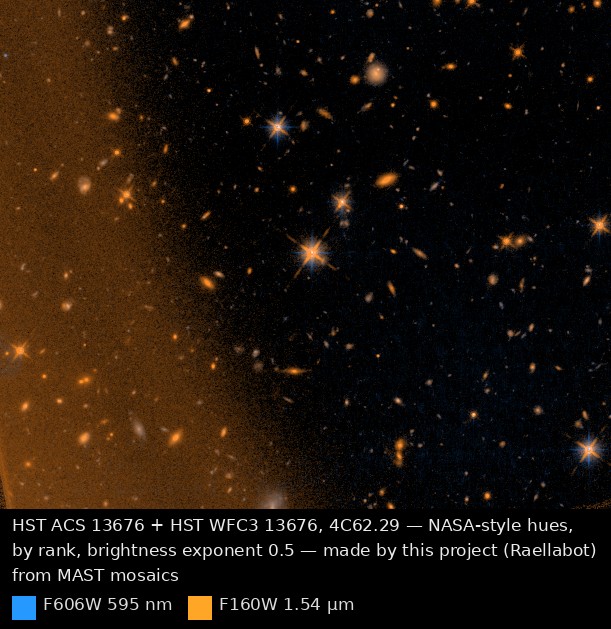 HST ACS 13676 + HST WFC3 13676, 4C62.29 — NASA-style hues,
by rank, brightness exponent 0.5 — made by this project (Raellabot)
from MAST mosaics
F606W 595 nm F160W 1.54 µm